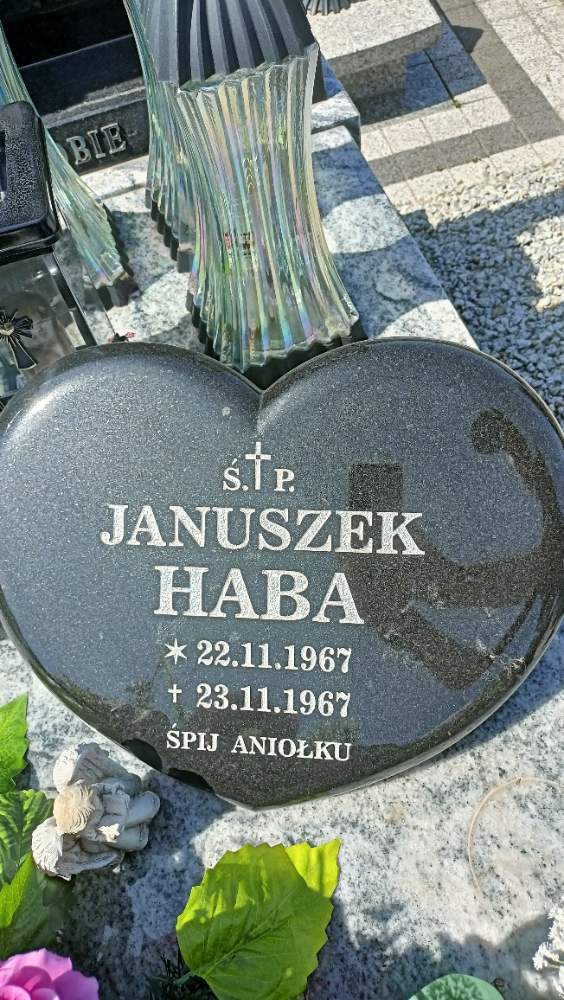 BIE
Ś. † P.
JANUSZEK
HABA
✶ 22.11.1967
† 23.11.1967
ŚPIJ ANIOŁKU